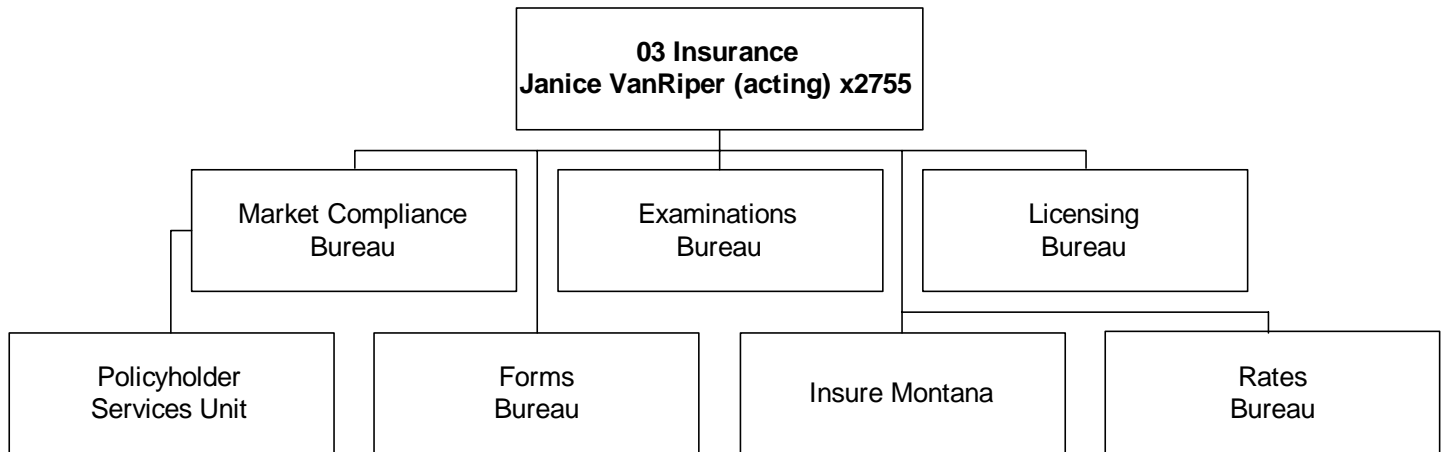 03 Insurance
Janice VanRiper (acting) x2755
Market Compliance
Bureau
Examinations
Bureau
Licensing
Bureau
Policyholder
Services Unit
Forms
Bureau
Insure Montana
Rates
Bureau